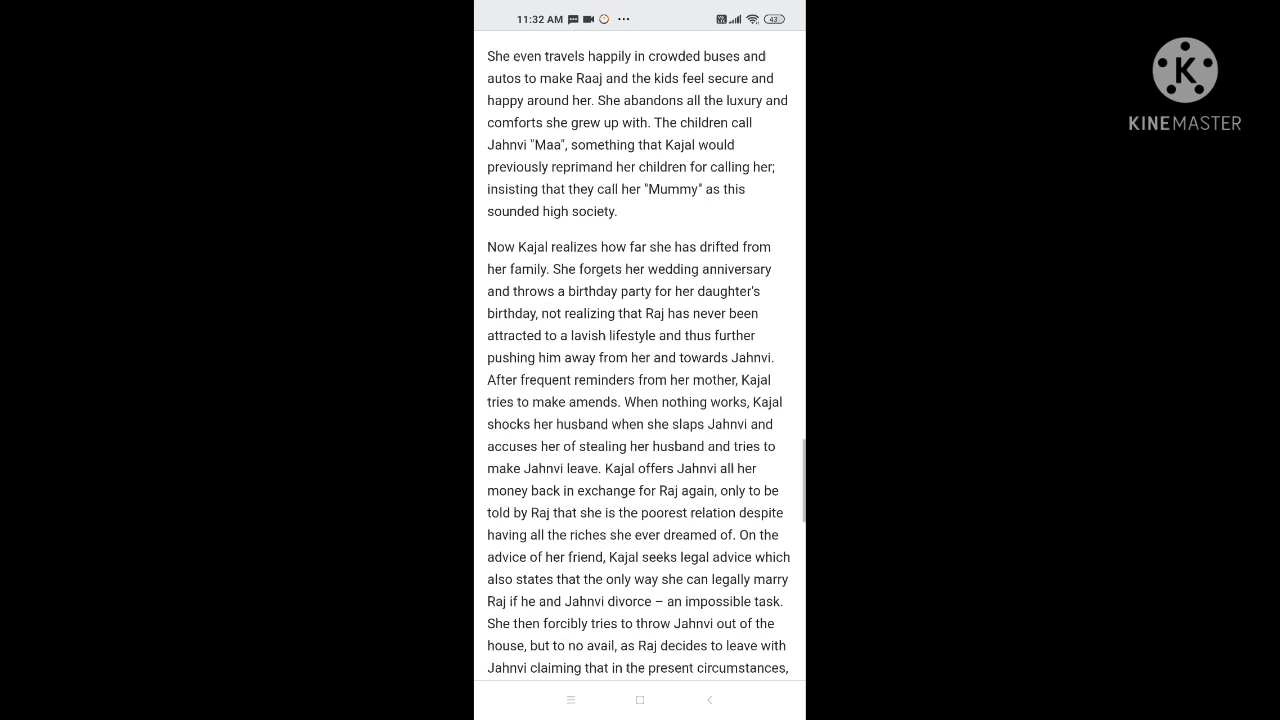 11:32 AM
43
She even travels happily in crowded buses and
autos to make Raaj and the kids feel secure and
happy around her. She abandons all the luxury and
comforts she grew up with. The children call
Jahnvi "Maa", something that Kajal would
previously reprimand her children for calling her;
insisting that they call her "Mummy" as this
sounded high society.
Now Kajal realizes how far she has drifted from
her family. She forgets her wedding anniversary
and throws a birthday party for her daughter's
birthday, not realizing that Raj has never been
attracted to a lavish lifestyle and thus further
pushing him away from her and towards Jahnvi.
After frequent reminders from her mother, Kajal
tries to make amends. When nothing works, Kajal
shocks her husband when she slaps Jahnvi and
accuses her of stealing her husband and tries to
make Jahnvi leave. Kajal offers Jahnvi all her
money back in exchange for Raj again, only to be
told by Raj that she is the poorest relation despite
having all the riches she ever dreamed of. On the
advice of her friend, Kajal seeks legal advice which
also states that the only way she can legally marry
Raj if he and Jahnvi divorce – an impossible task.
She then forcibly tries to throw Jahnvi out of the
house, but to no avail, as Raj decides to leave with
Jahnvi claiming that in the present circumstances,
K
KINEMASTER